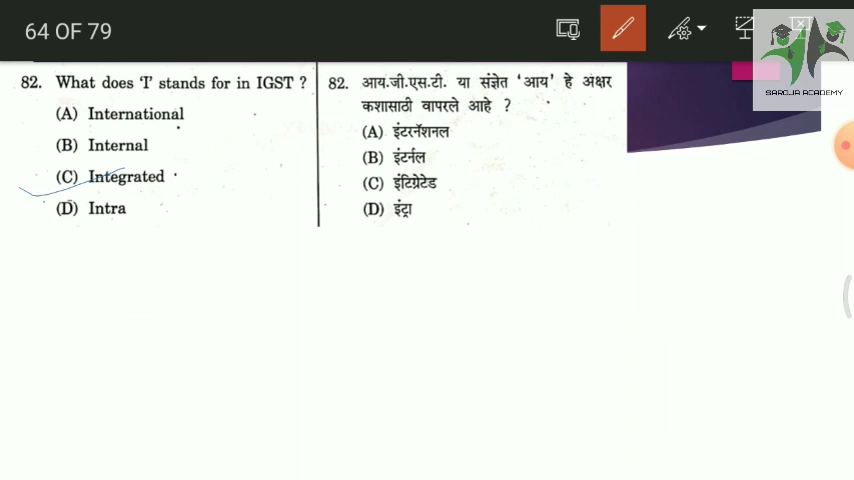 64 OF 79
SAROJA ACADEMY
82. What does 'I' stands for in IGST ?
(A) International
(B) Internal
(C) Integrated
(D) Intra
82. आय.जी.एस.टी. या संज्ञेत 'आय' हे अक्षर
कशासाठी वापरले आहे ?
(A) इंटरनॅशनल
(B) इंटर्नल
(C) इंटिग्रेटेड
(D) इंट्रा